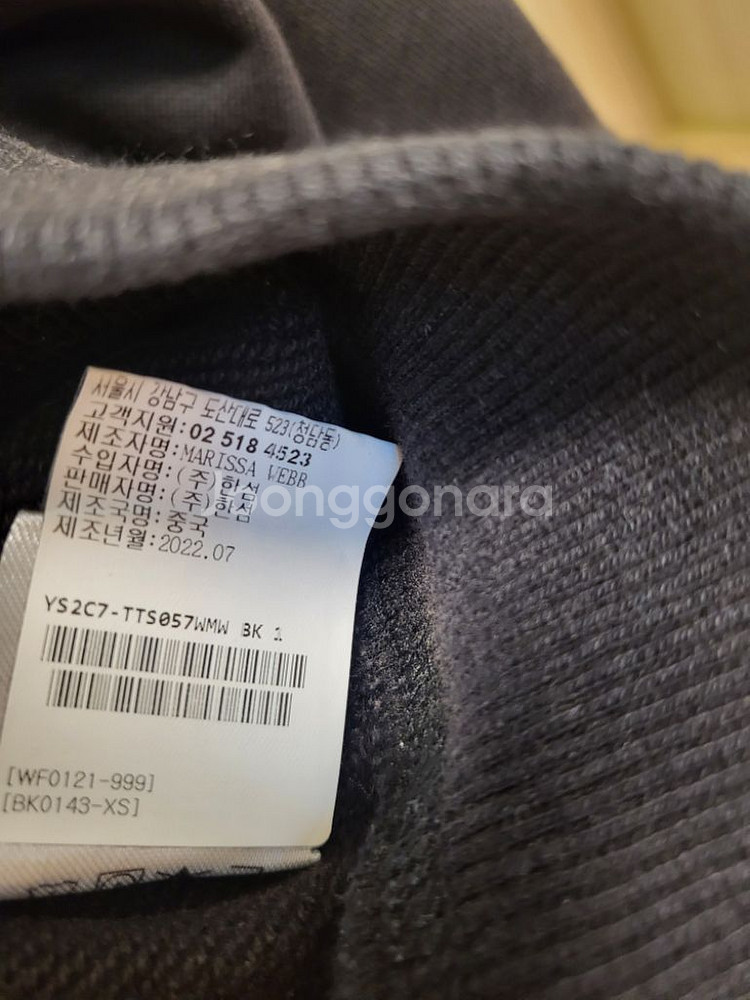 서울시 강남구 도산대로 523(청담동)
고객지원:02 518 4523
제조자명:MARISSA WEBB
수입자명:(주)한섬
판매자명:(주)한섬
제조국명:중국
제조년월:2022.07
YS2C7-TTS057WMW BK 1
[WF0121-999]
[BK0143-XS]
Jonggonara